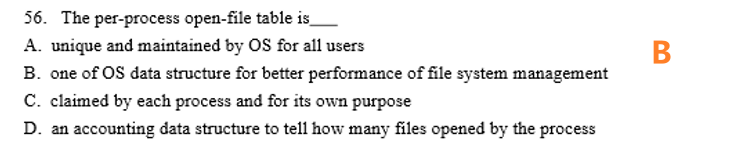 56. The per-process open-file table is___
A. unique and maintained by OS for all users
B. one of OS data structure for better performance of file system management
C. claimed by each process and for its own purpose
D. an accounting data structure to tell how many files opened by the process
B